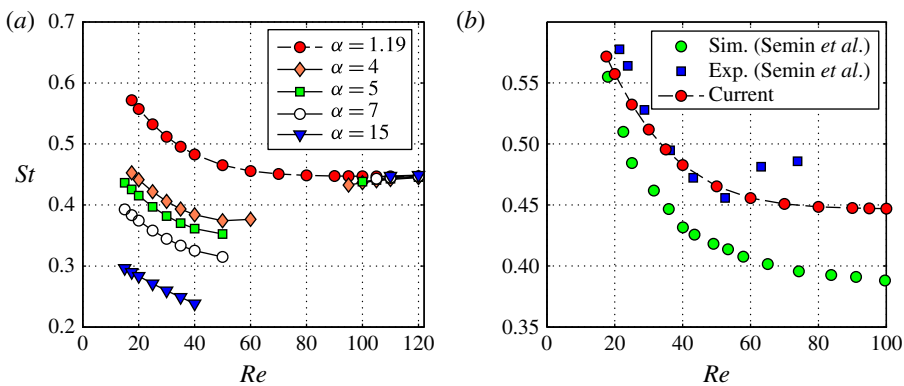 (a)
0.7
0.6
0.5
St
0.4
0.3
0.2
0
20
40
60
80
100
120
Re
α = 1.19
α = 4
α = 5
α = 7
α = 15
(b)
0.55
0.50
0.45
0.40
0.35
0
20
40
60
80
100
Re
Sim. (Semin et al.)
Exp. (Semin et al.)
Current